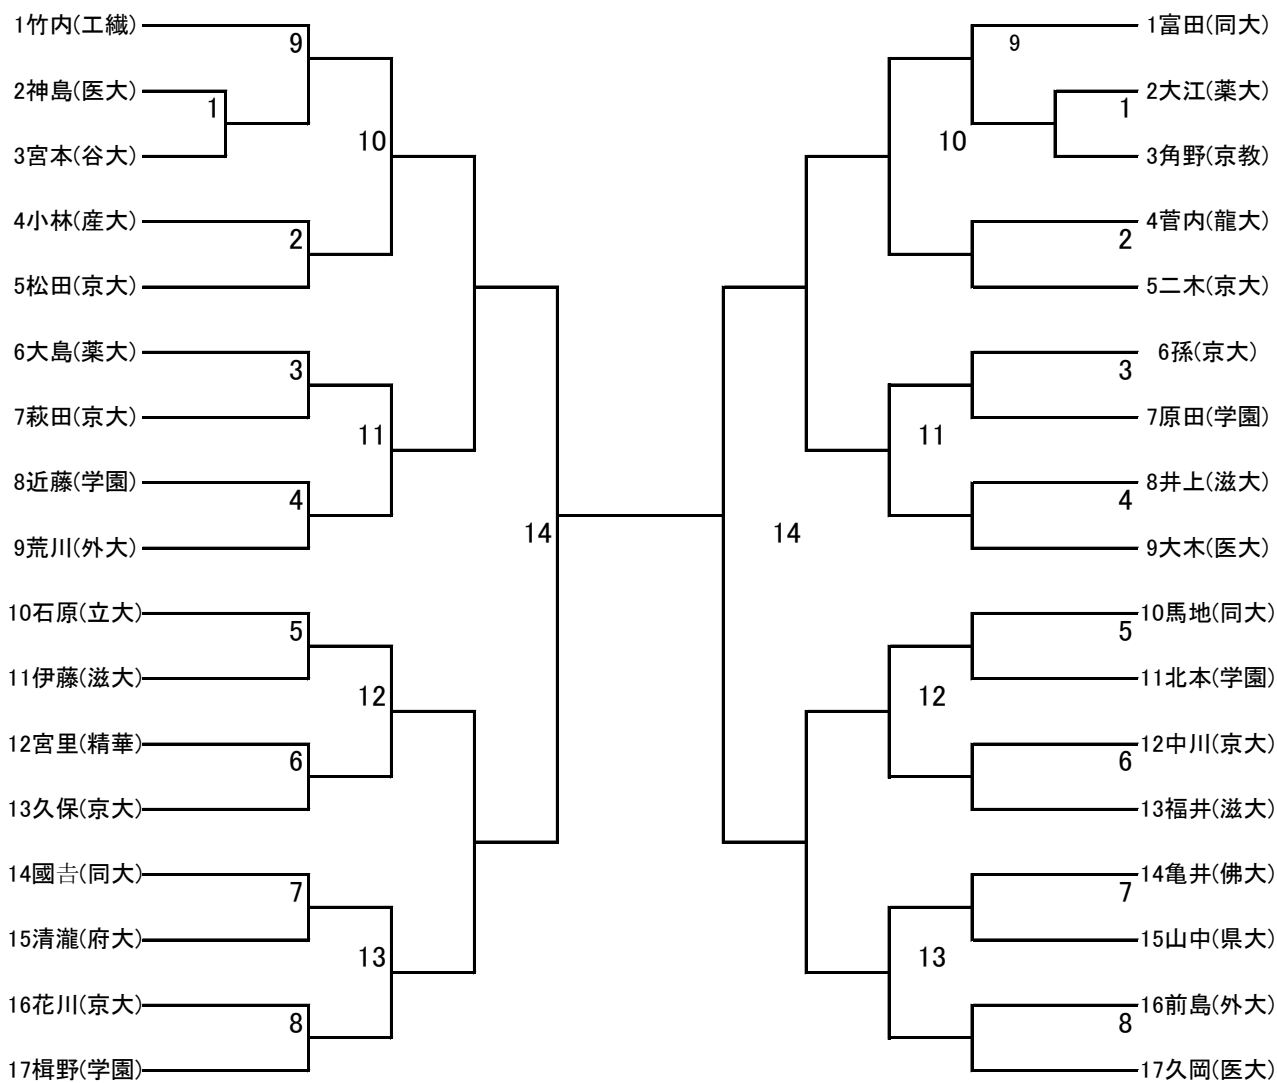 1竹内(工繊)
9
2神島(医大)
1
3宮本(谷大)
10
4小林(産大)
2
5松田(京大)
6大島(薬大)
3
7萩田(京大)
11
8近藤(学園)
4
9荒川(外大)
14
10石原(立大)
5
11伊藤(滋大)
12
12宮里(精華)
6
13久保(京大)
14國𠮷(同大)
7
15清瀧(府大)
13
16花川(京大)
8
17楫野(学園)
1富田(同大)
9
2大江(薬大)
1
10
3角野(京教)
4菅内(龍大)
2
5二木(京大)
6孫(京大)
3
7原田(学園)
11
8井上(滋大)
4
14
9大木(医大)
10馬地(同大)
5
11北本(学園)
12
12中川(京大)
6
13福井(滋大)
14亀井(佛大)
7
15山中(県大)
13
16前島(外大)
8
17久岡(医大)